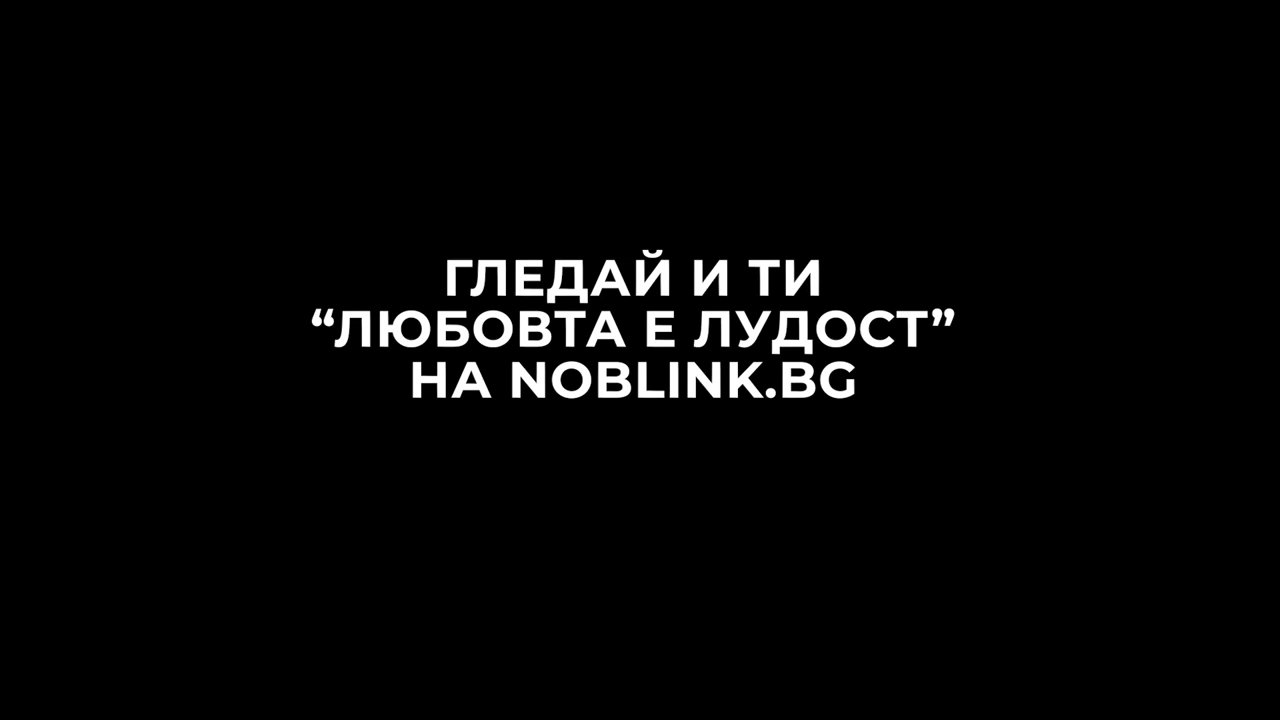 ГЛЕДАЙ И ТИ
“ЛЮБОВТА Е ЛУДОСТ”
НА NOBLINK.BG